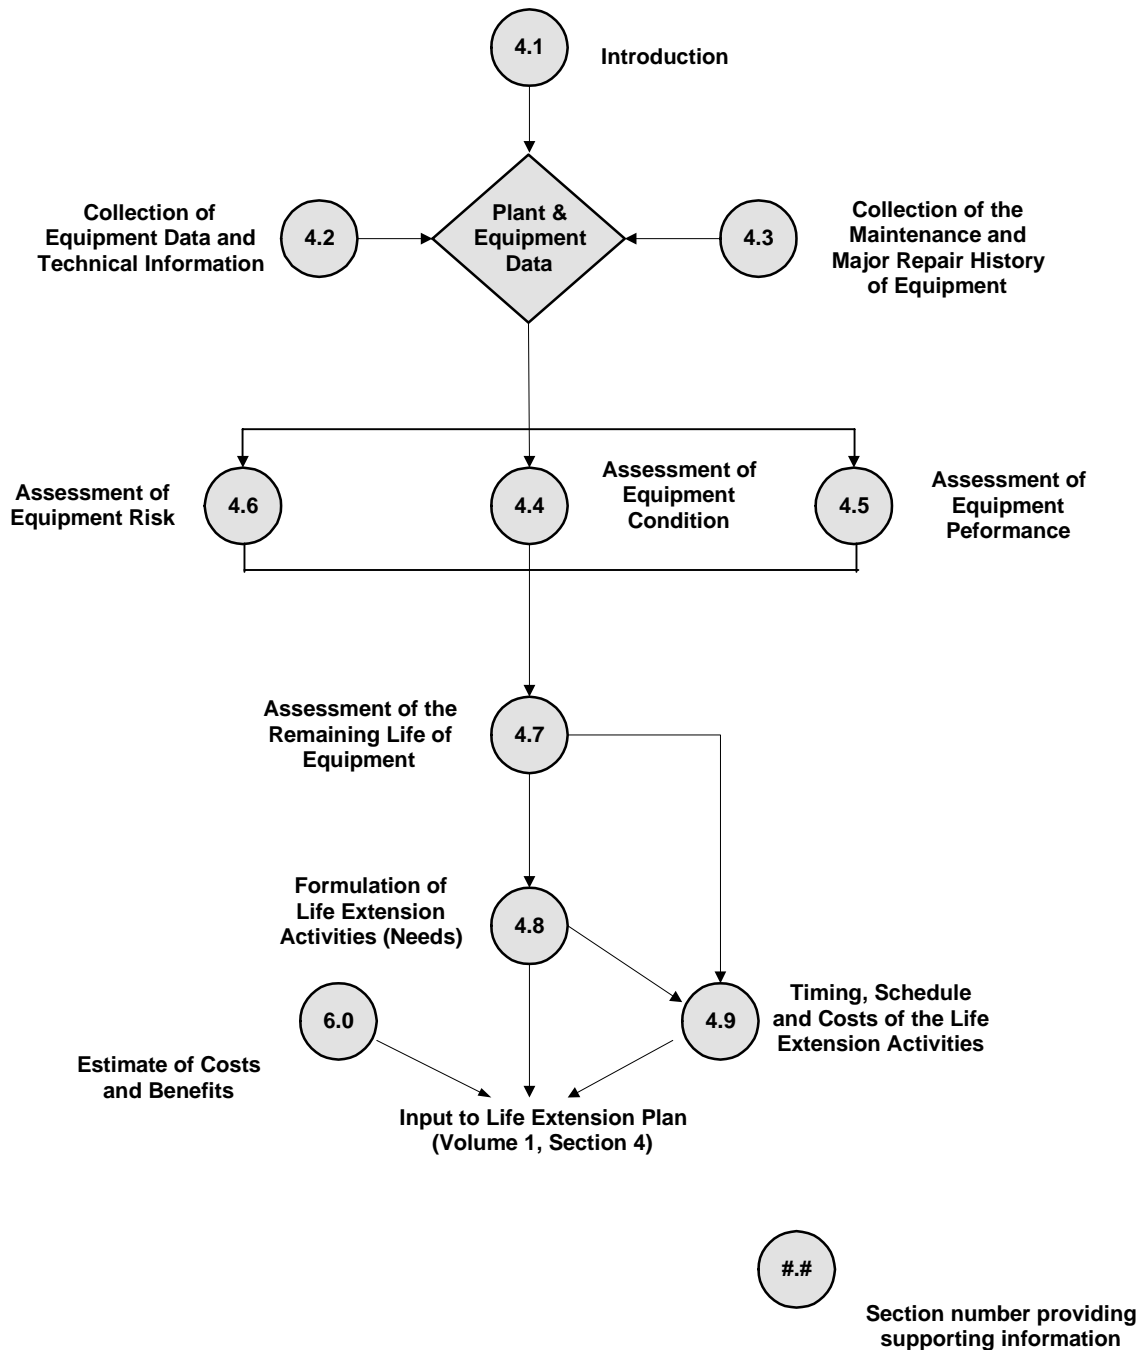 4.1
Introduction
Collection of
Equipment Data and
Technical Information
4.2
Plant &
Equipment
Data
4.3
Collection of the
Maintenance and
Major Repair History
of Equipment
Assessment of
Equipment Risk
4.6
4.4
Assessment of
Equipment
Condition
4.5
Assessment of
Equipment
Peformance
Assessment of the
Remaining Life of
Equipment
4.7
Formulation of
Life Extension
Activities (Needs)
4.8
6.0
Estimate of Costs
and Benefits
4.9
Timing, Schedule
and Costs of the Life
Extension Activities
Input to Life Extension Plan
(Volume 1, Section 4)
#.#
Section number providing
supporting information